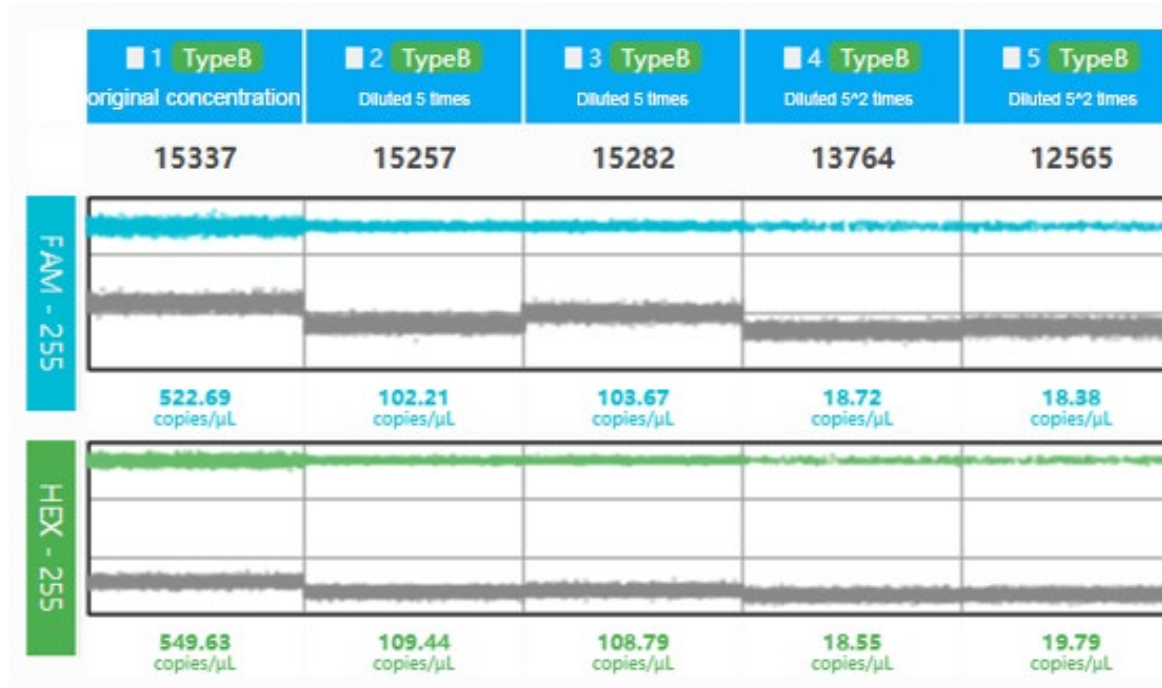 1 TypeB
original concentration
2 TypeB
Diluted 5 times
3 TypeB
Diluted 5 times
4 TypeB
Diluted 5^2 times
5 TypeB
Diluted 5^2 times
15337 15257 15282 13764 12565
FAM - 255
522.69 102.21 103.67 18.72 18.38
copies/µL copies/µL copies/µL copies/µL copies/µL
HEX - 255
549.63 109.44 108.79 18.55 19.79
copies/µL copies/µL copies/µL copies/µL copies/µL